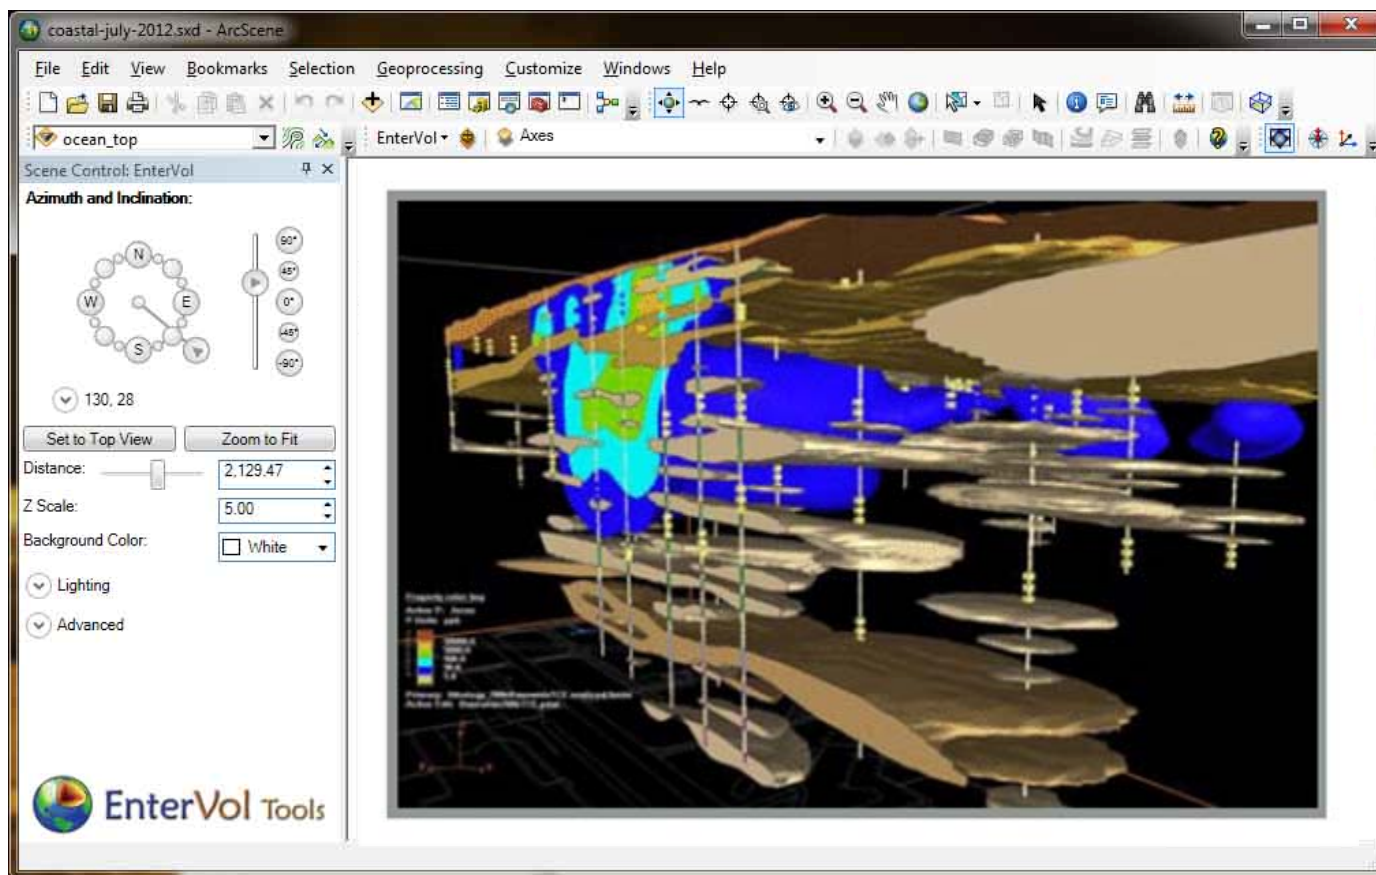 coastal-july-2012.sxd - ArcScene
File Edit View Bookmarks Selection Geoprocessing Customize Windows Help
ocean_top EnterVol Axes
Scene Control: EnterVol
Azimuth and Inclination:
N
90°
45°
W E
0°
-45°
S
-90°
130, 28
Set to Top View Zoom to Fit
Distance: 2,129.47
Z Scale: 5.00
Background Color: White
Lighting
Advanced
EnterVol Tools